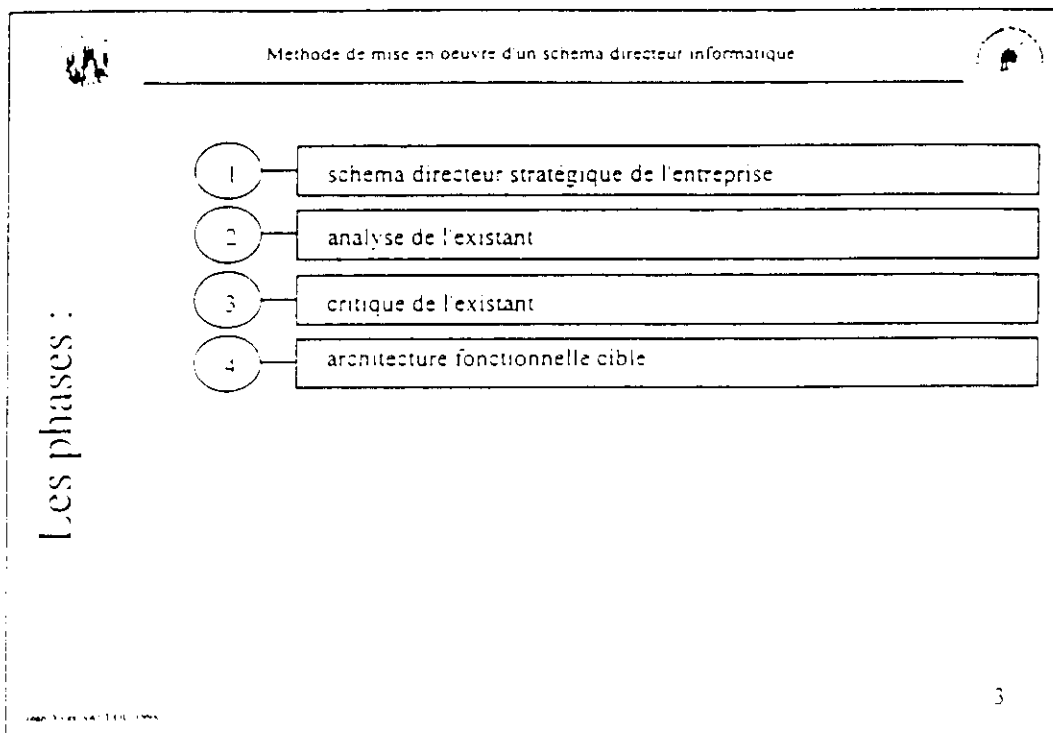 Methode de mise en oeuvre d'un schema directeur informatique
Les phases :
1 schema directeur stratégique de l'entreprise
2 analyse de l'existant
3 critique de l'existant
4 architecture fonctionnelle cible
3